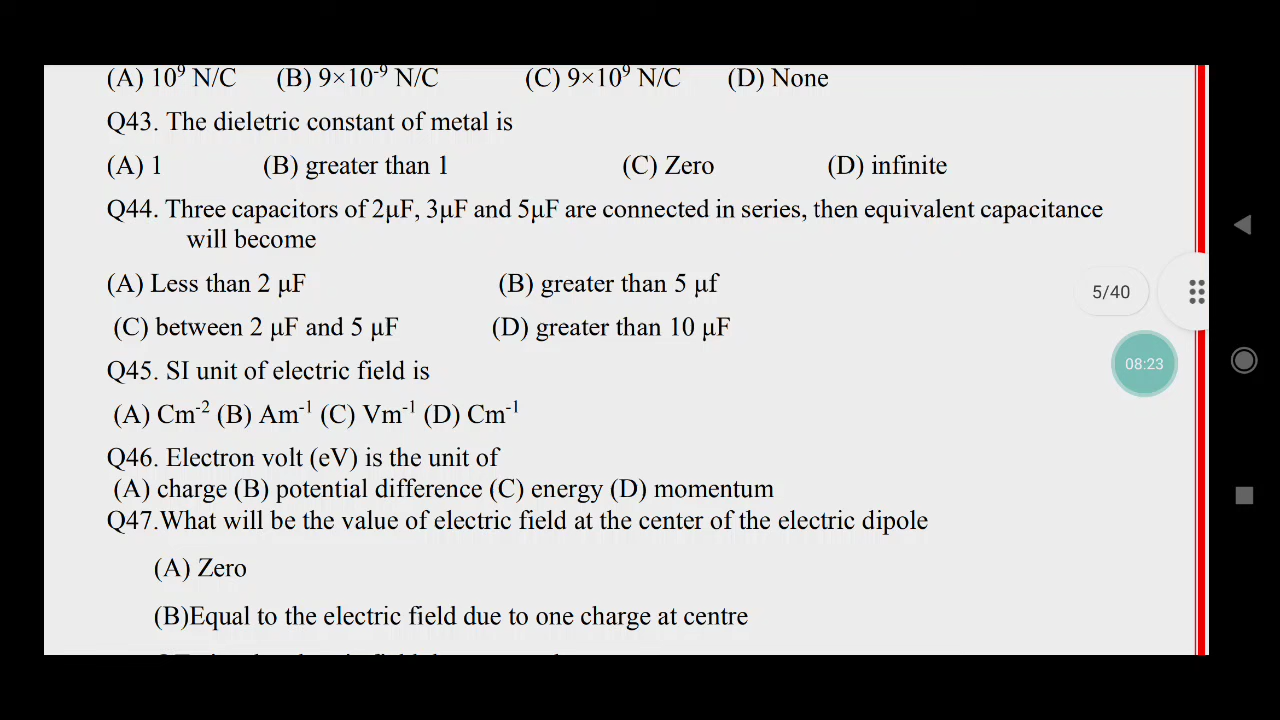 (A) 10⁹ N/C (B) 9×10⁻⁹ N/C (C) 9×10⁹ N/C (D) None
Q43. The dieletric constant of metal is
(A) 1 (B) greater than 1 (C) Zero (D) infinite
Q44. Three capacitors of 2μF, 3μF and 5μF are connected in series, then equivalent capacitance
will become
(A) Less than 2 μF (B) greater than 5 μf
(C) between 2 μF and 5 μF (D) greater than 10 μF
Q45. SI unit of electric field is
(A) Cm⁻² (B) Am⁻¹ (C) Vm⁻¹ (D) Cm⁻¹
Q46. Electron volt (eV) is the unit of
(A) charge (B) potential difference (C) energy (D) momentum
Q47.What will be the value of electric field at the center of the electric dipole
(A) Zero
(B)Equal to the electric field due to one charge at centre
5/40
08:23